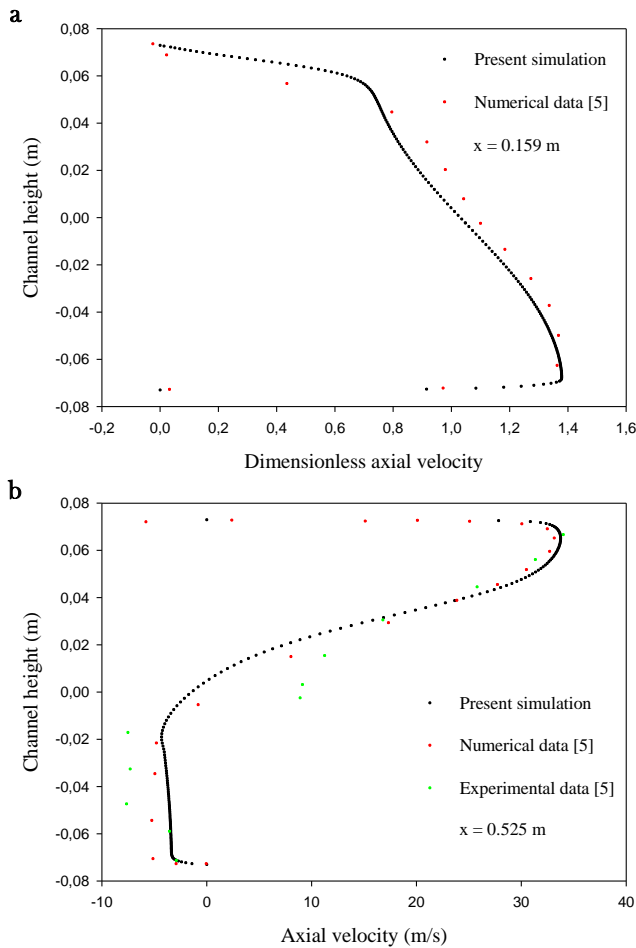 a
0,08
0,06
0,04
0,02
0,00
-0,02
-0,04
-0,06
-0,08
Channel height (m)
Present simulation
Numerical data [5]
x = 0.159 m
-0,2 0,0 0,2 0,4 0,6 0,8 1,0 1,2 1,4 1,6
Dimensionless axial velocity
b
0,08
0,06
0,04
0,02
0,00
-0,02
-0,04
-0,06
-0,08
Channel height (m)
Present simulation
Numerical data [5]
Experimental data [5]
x = 0.525 m
-10 0 10 20 30 40
Axial velocity (m/s)